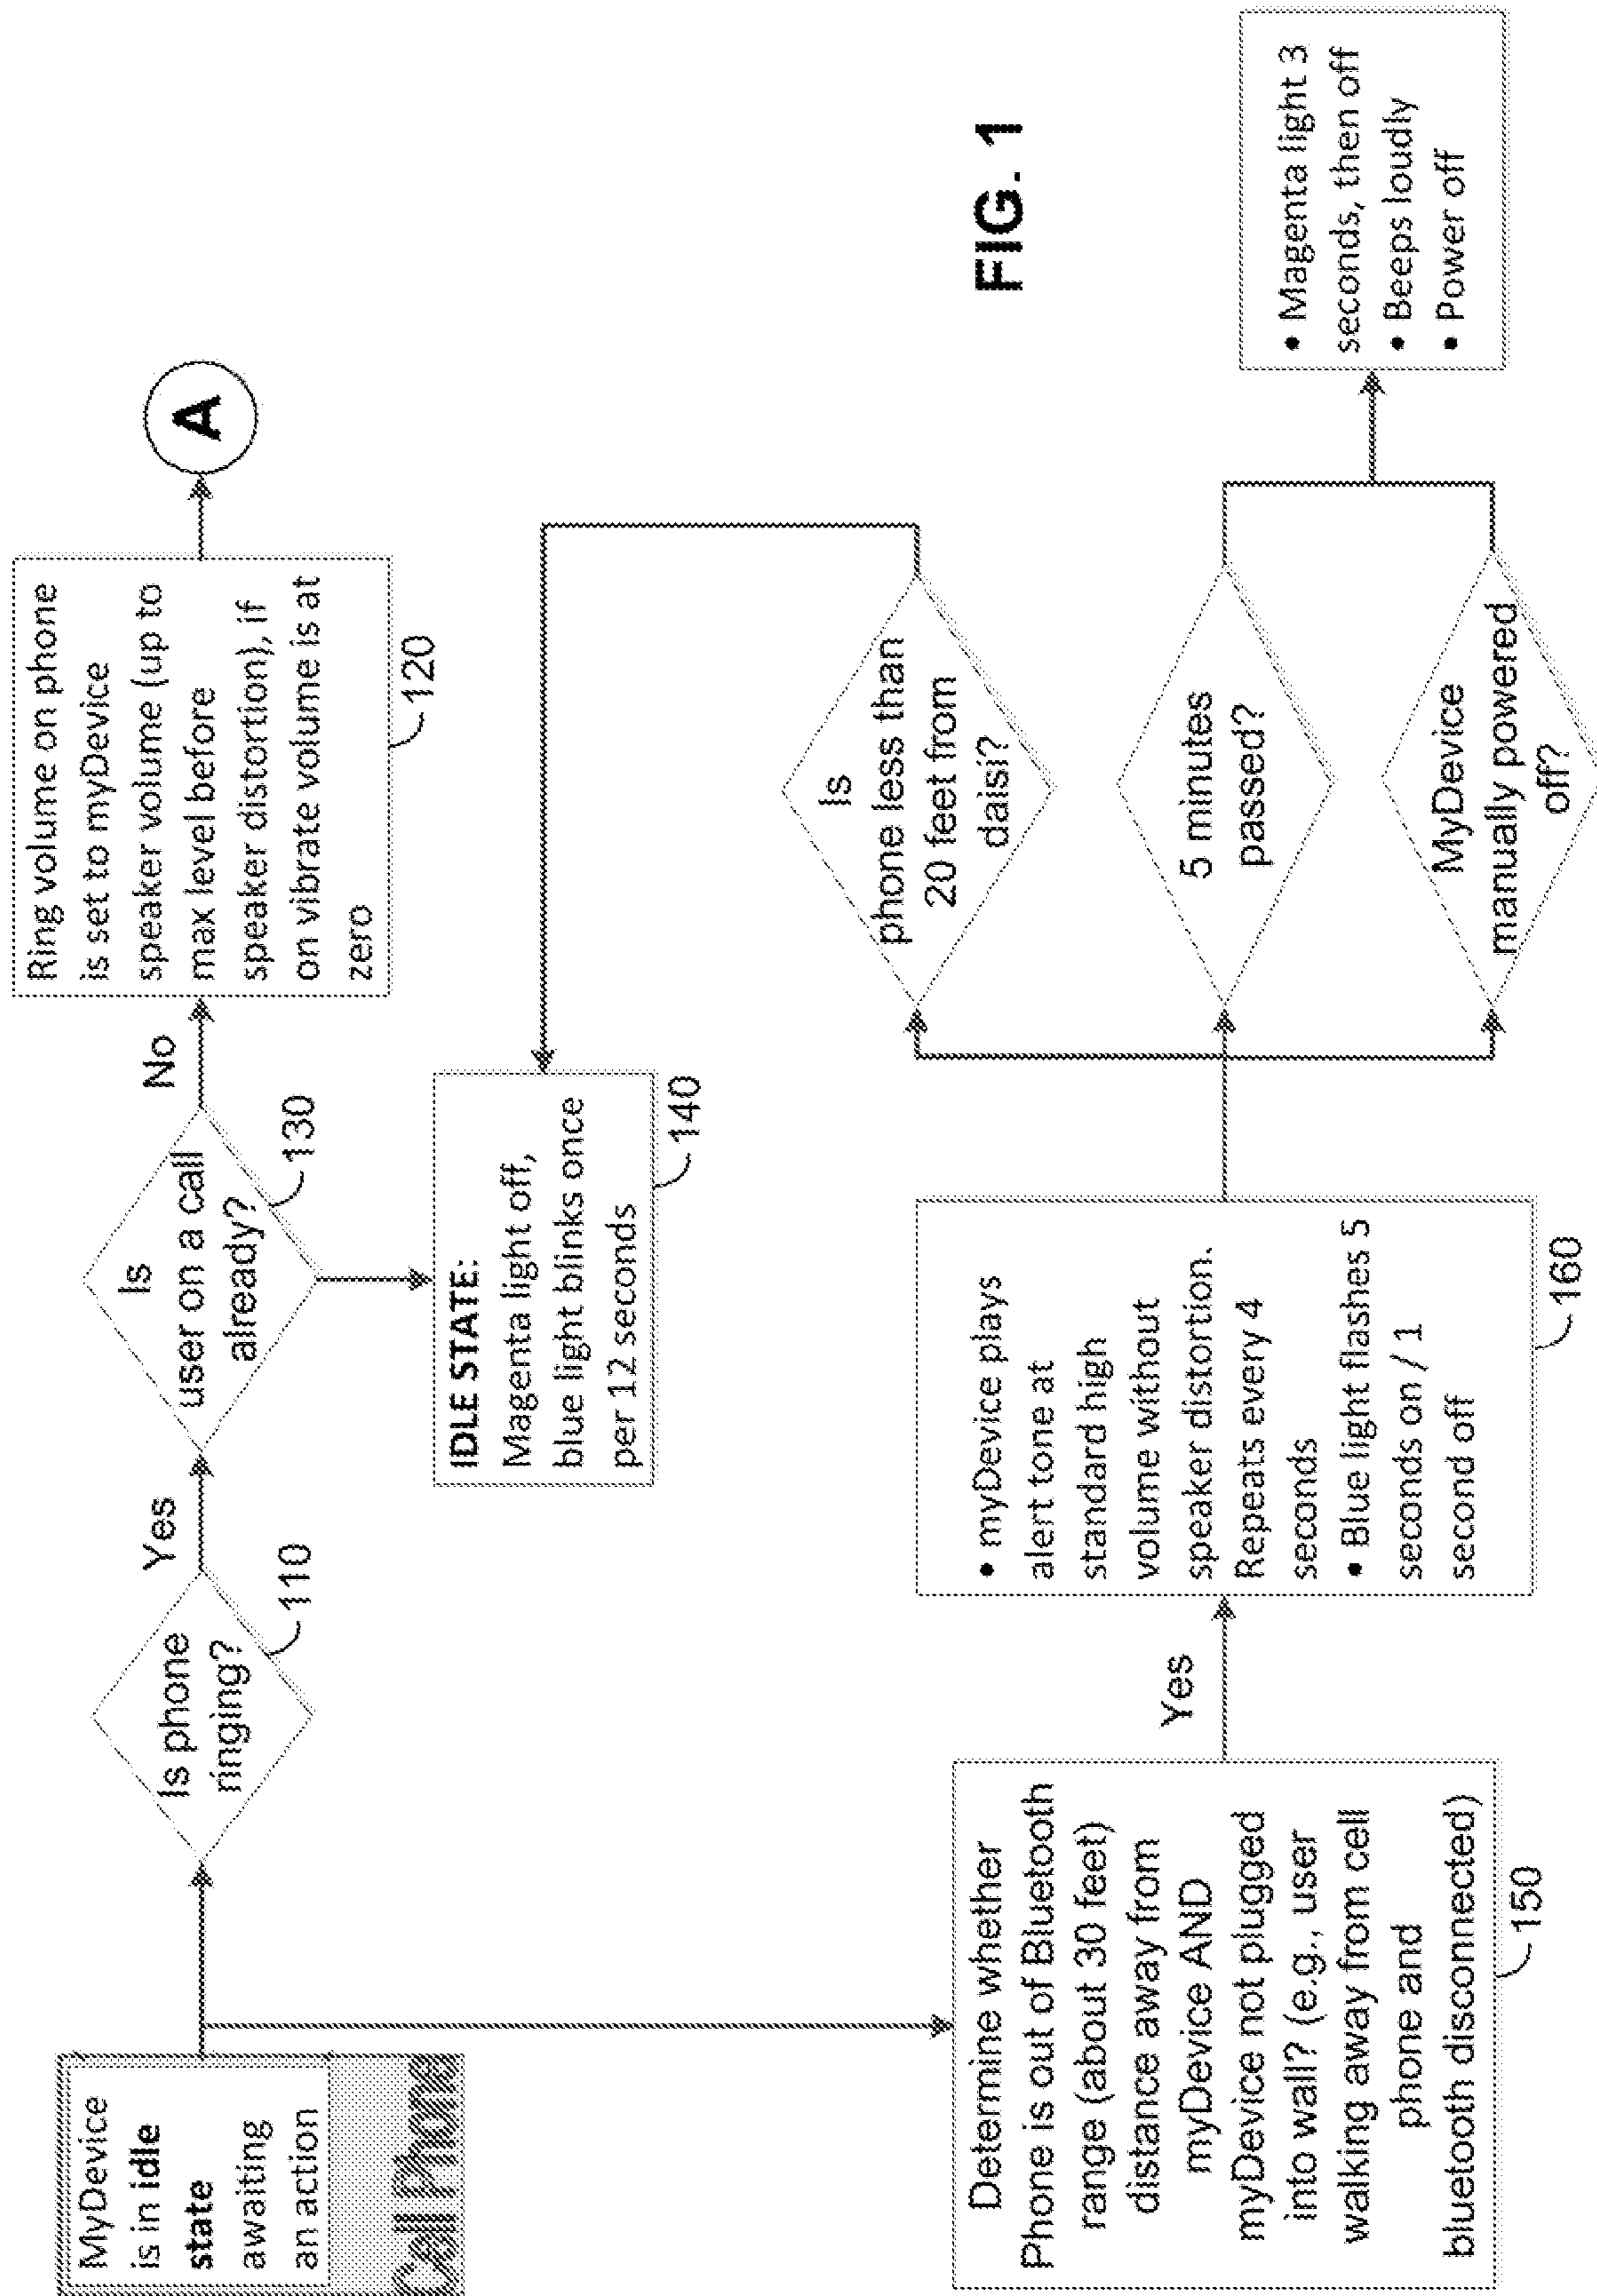 MyDevice
is in idle
state
awaiting
an action
Cell Phone
Is phone
ringing?
110
Yes
Is
user on a call
already?
130
No
Ring volume on phone
is set to myDevice
speaker volume (up to
max level before
speaker distortion), if
on vibrate volume is at
zero
120
A
IDLE STATE:
Magenta light off,
blue light blinks once
per 12 seconds
140
Determine whether
Phone is out of Bluetooth
range (about 30 feet)
distance away from
myDevice AND
myDevice not plugged
into wall? (e.g., user
walking away from cell
phone and
bluetooth disconnected)
150
Yes
• myDevice plays
alert tone at
standard high
volume without
speaker distortion.
Repeats every 4
seconds
• Blue light flashes 5
seconds on / 1
second off
160
Is
phone less than
20 feet from
daisi?
5 minutes
passed?
MyDevice
manually powered
off?
• Magenta light 3
seconds, then off
• Beeps loudly
• Power off
FIG. 1